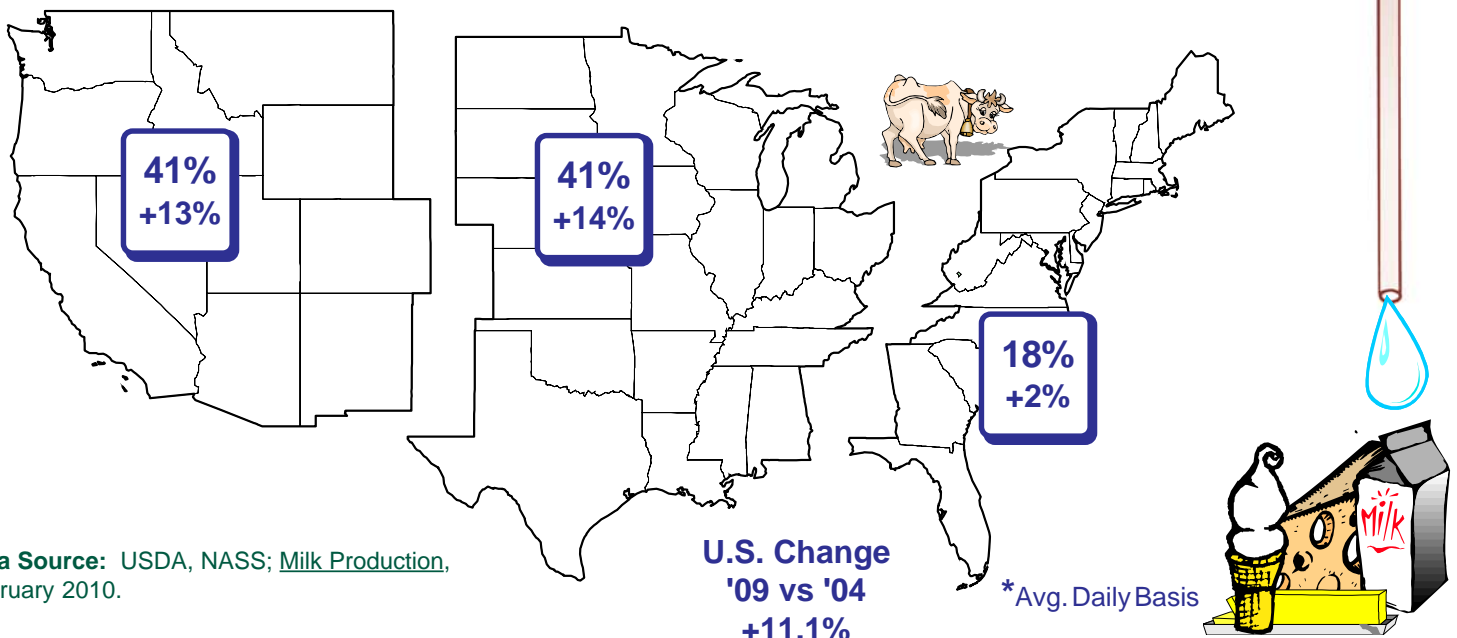 41%
+13%
41%
+14%
18%
+2%
Milk
a Source: USDA, NASS; Milk Production,
ruary 2010.
U.S. Change
'09 vs '04
+11.1%
*Avg. Daily Basis